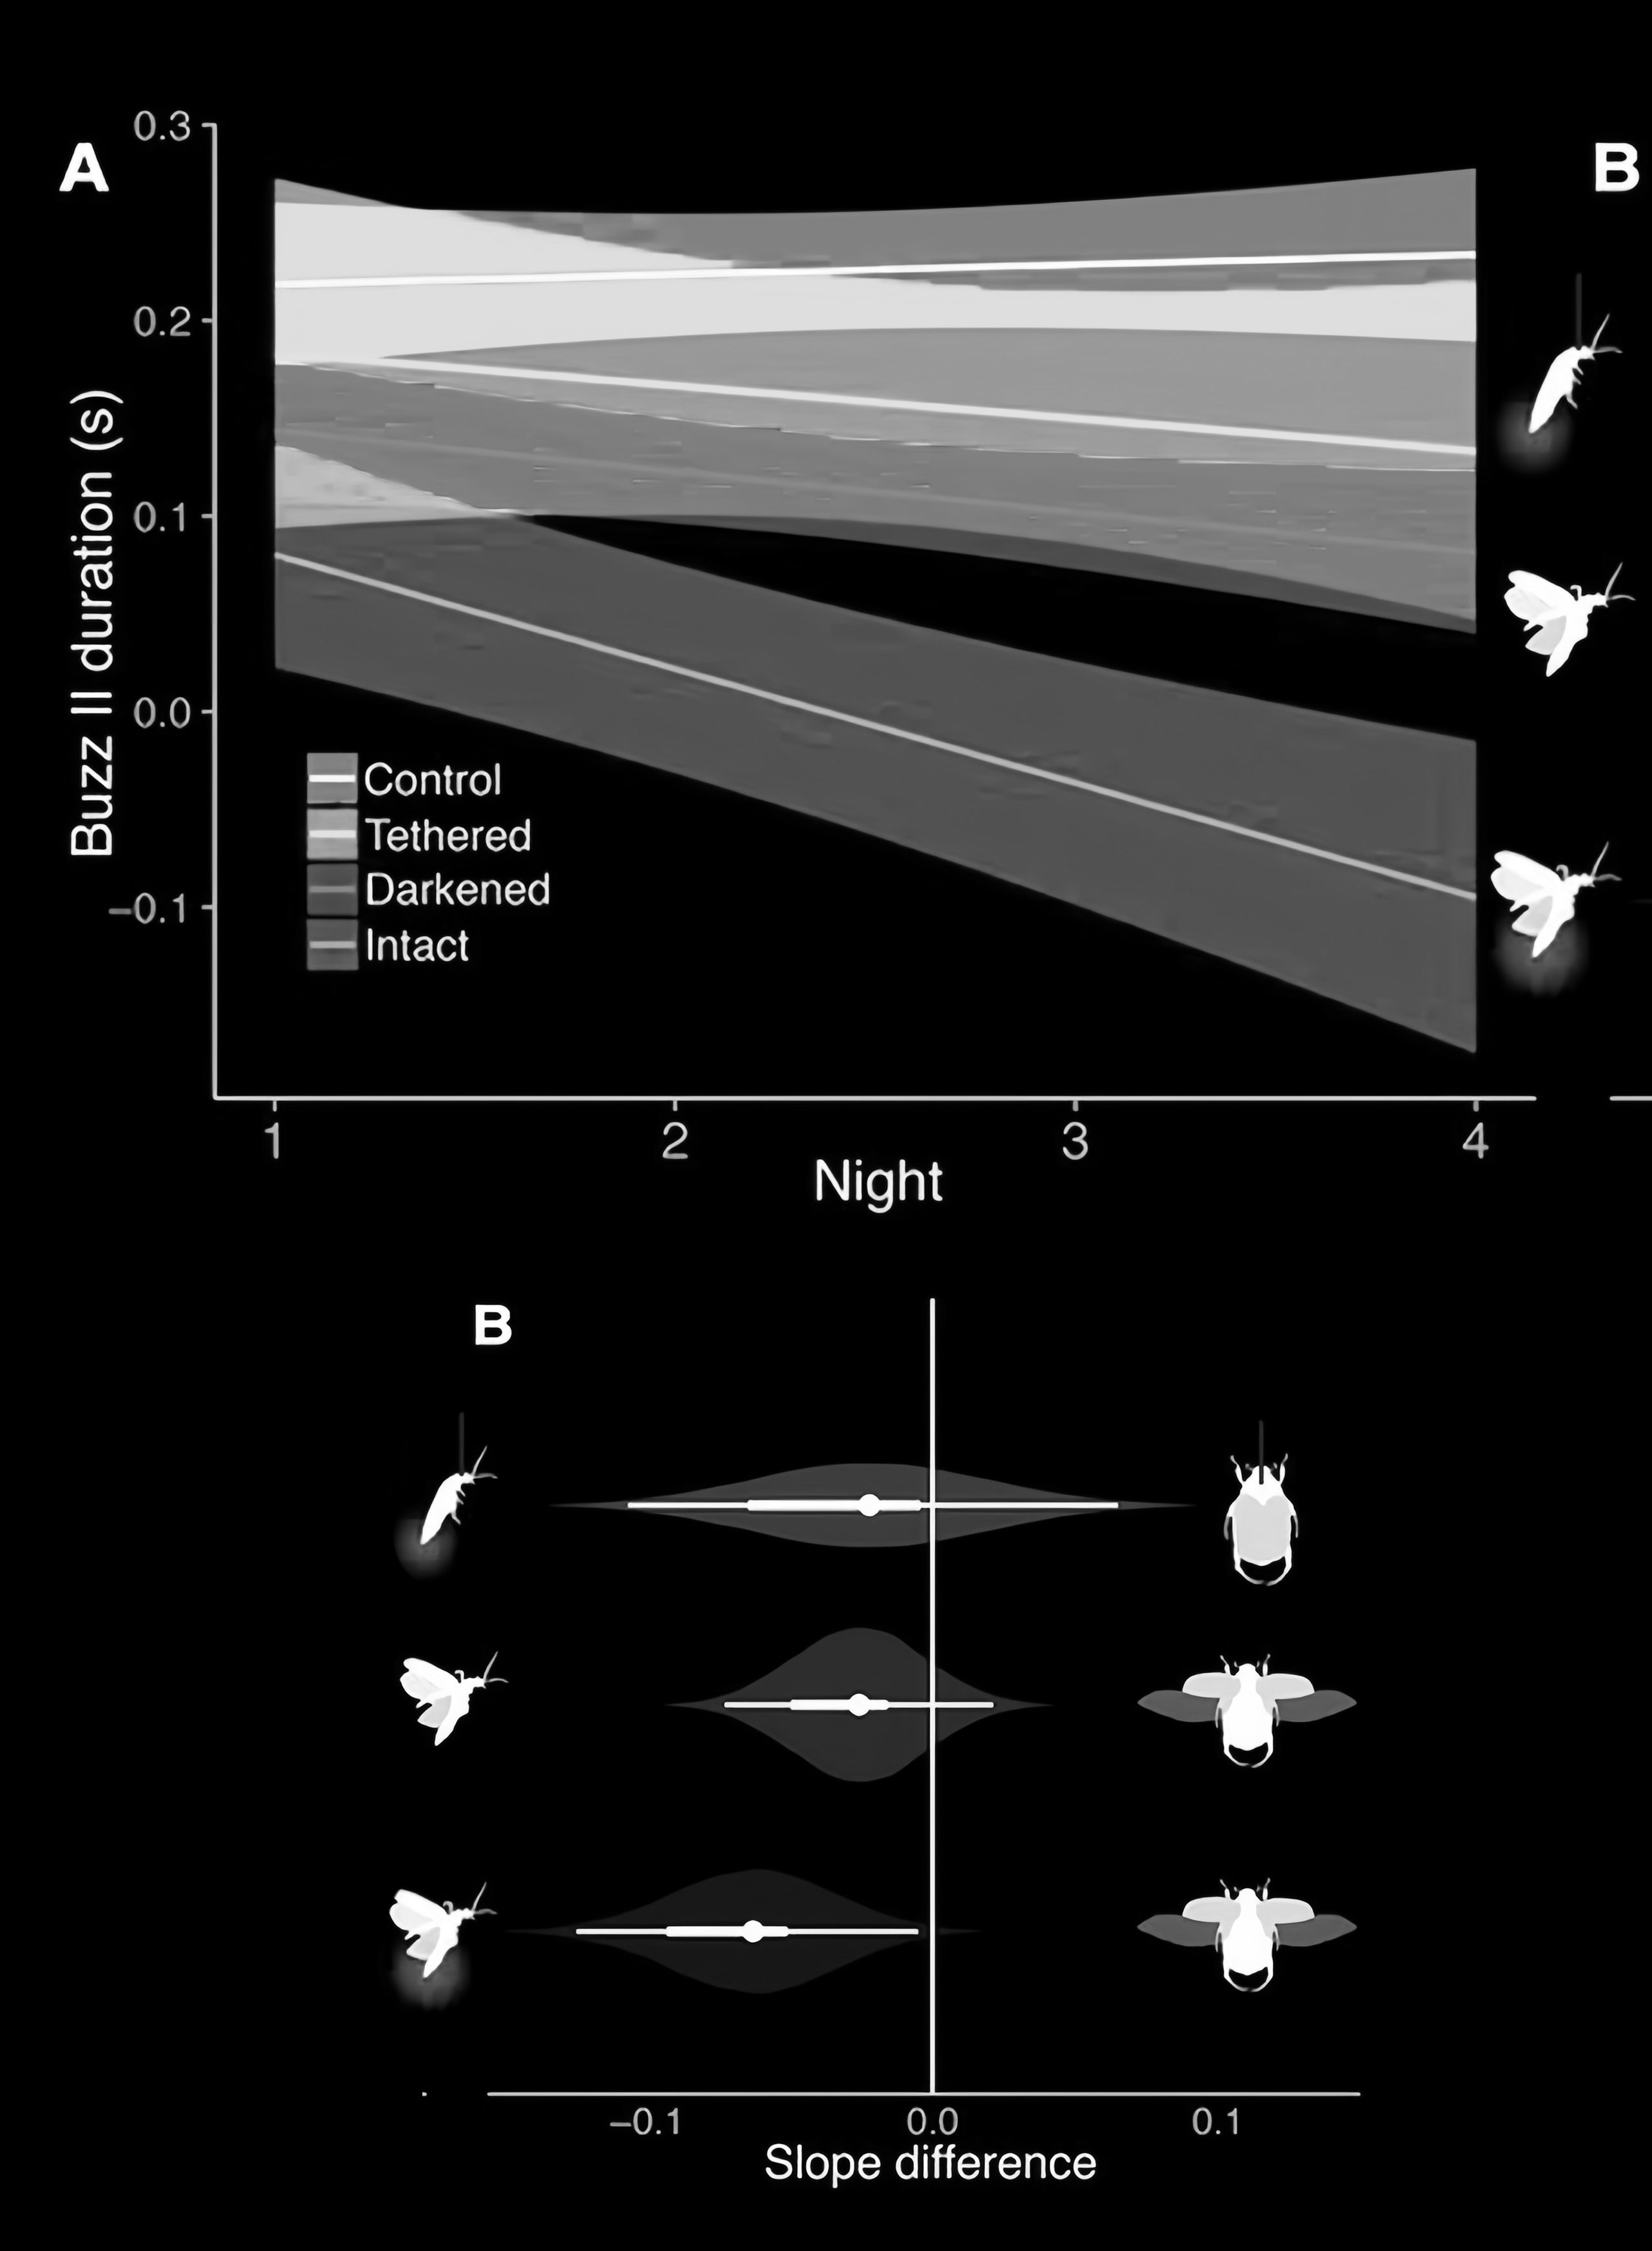 A
B
0.3
0.2
0.1
0.0
−0.1
Buzz II duration (s)
Control
Tethered
Darkened
Intact
1 2 3 4
Night
B
−0.1 0.0 0.1
Slope difference